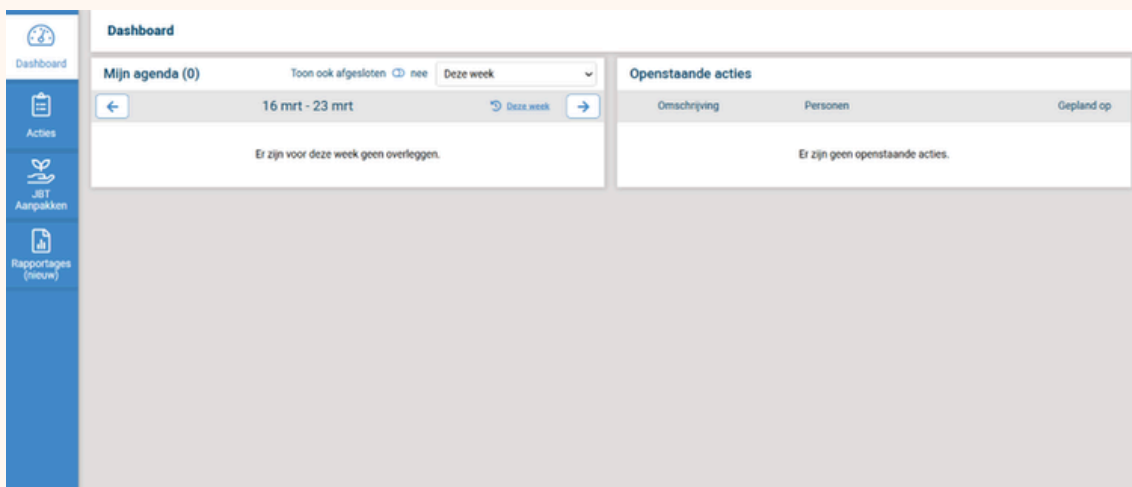 Dashboard
Acties
JBT
Aanpakken
Rapportages
(nieuw)
Dashboard
Mijn agenda (0)
Toon ook afgesloten nee
Deze week
16 mrt - 23 mrt
Deze week
Er zijn voor deze week geen overleggen.
Openstaande acties
Omschrijving Personen Gepland op
Er zijn geen openstaande acties.